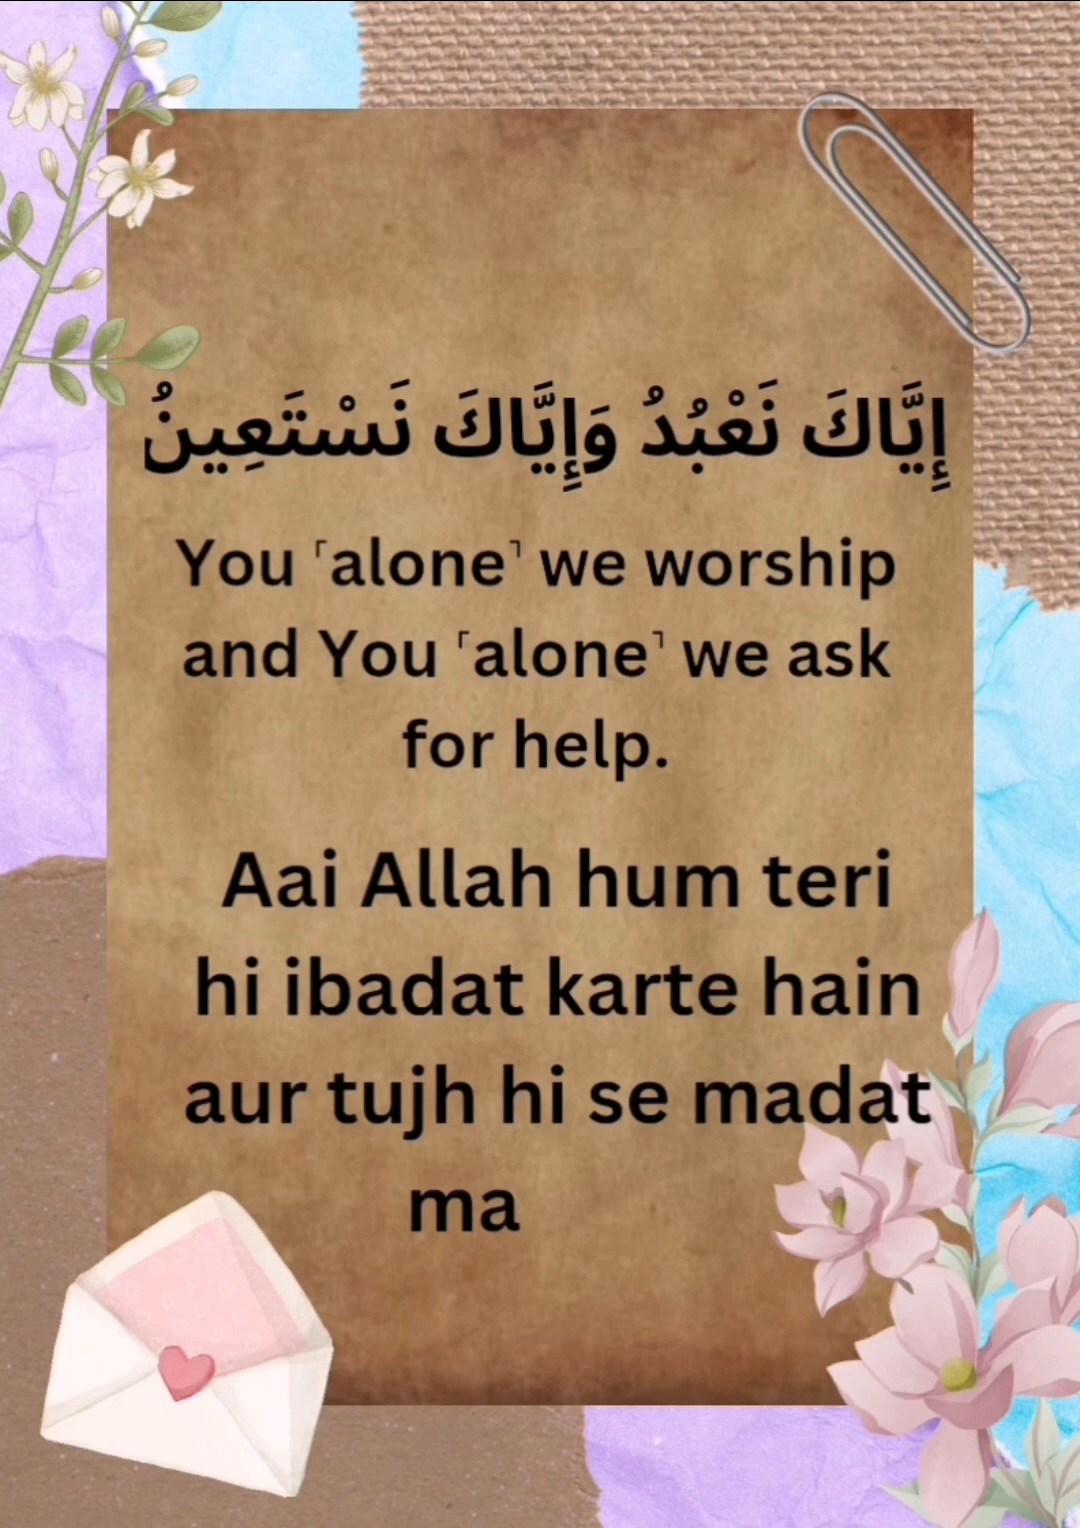 إِيَّاكَ نَعْبُدُ وَإِيَّاكَ نَسْتَعِينُ
You ⸢alone⸣ we worship
and You ⸢alone⸣ we ask
for help.
Aai Allah hum teri
hi ibadat karte hain
aur tujh hi se madat
ma